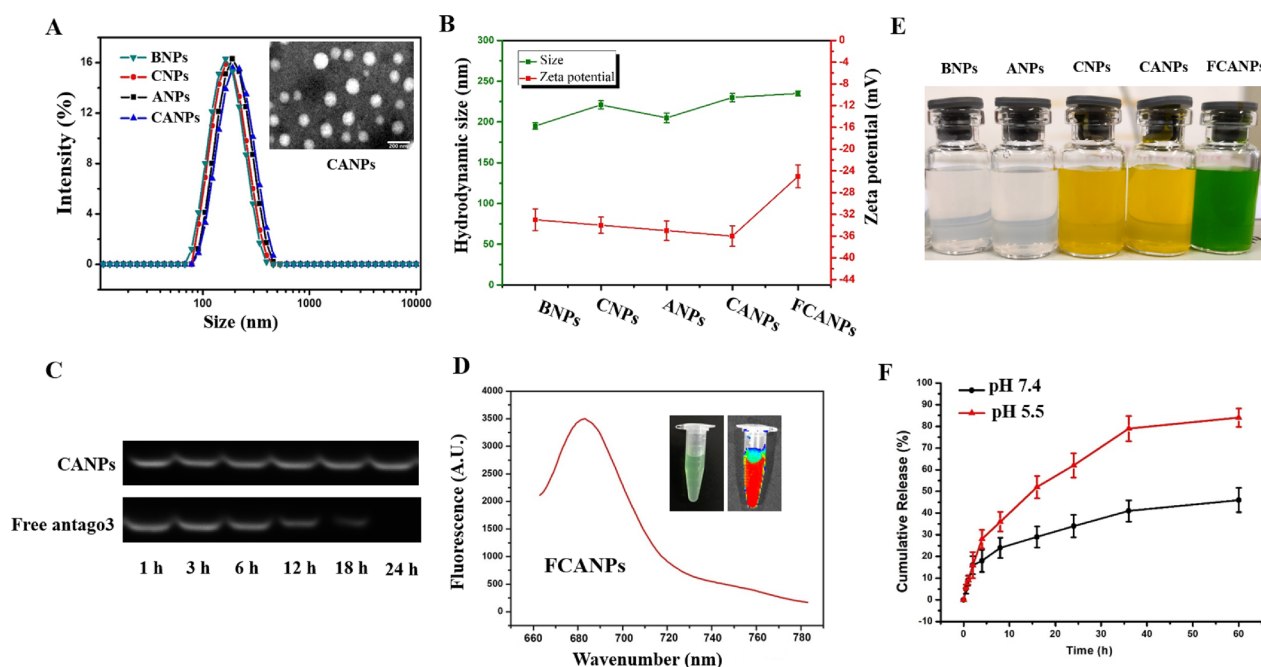 A
BNPs
CNPs
ANPs
CANPs
200 nm
CANPs
Intensity (%)
16
12
8
4
0
100
1000
10000
Size (nm)
B
Size
Zeta potential
Hydrodynamic size (nm)
300
250
200
150
100
50
0
Zeta potential (mV)
0
-4
-8
-12
-16
-20
-24
-28
-32
-36
-40
-44
BNPs
CNPs
ANPs
CANPs
FCANPs
E
BNPs ANPs CNPs CANPs FCANPs
C
CANPs
Free antago3
1 h 3 h 6 h 12 h 18 h 24 h
D
Fluorescence (A.U.)
4000
3500
3000
2500
2000
1500
1000
500
0
FCANPs
660 680 700 720 740 760 780
Wavenumber (nm)
F
pH 7.4
pH 5.5
Cumulative Release (%)
100
90
80
70
60
50
40
30
20
10
0
-10
0 10 20 30 40 50 60
Time (h)